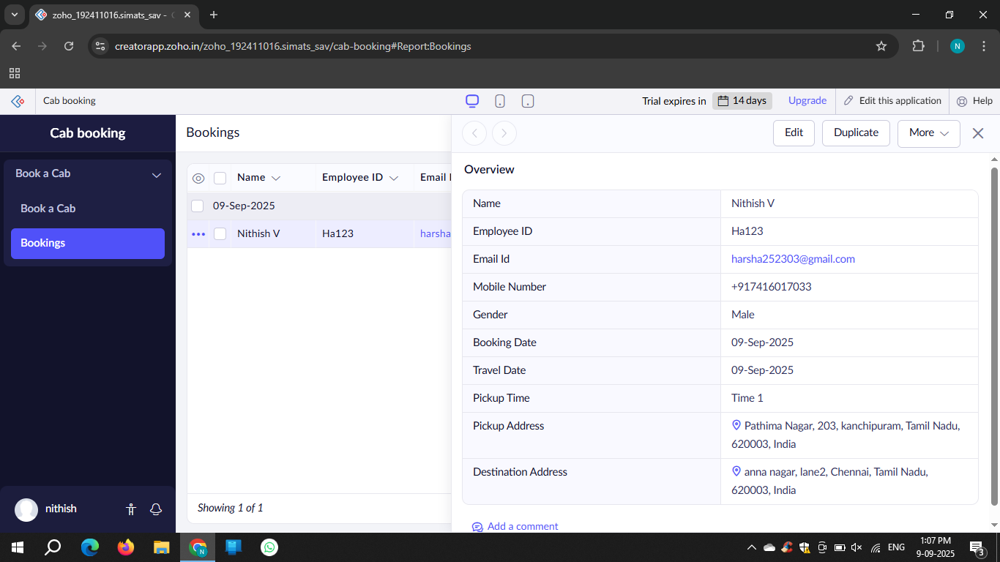 zoho_192411016.simats_sav -
creatorapp.zoho.in/zoho_192411016.simats_sav/cab-booking#Report:Bookings
N
Cab booking
Trial expires in 14 days
Upgrade
Edit this application
Help
Cab booking
Book a Cab
Book a Cab
Bookings
nithish
Bookings
Name Employee ID Email I
09-Sep-2025
Nithish V Ha123 harsha
Showing 1 of 1
Edit Duplicate More
Overview
Name Nithish V
Employee ID Ha123
Email Id harsha252303@gmail.com
Mobile Number +917416017033
Gender Male
Booking Date 09-Sep-2025
Travel Date 09-Sep-2025
Pickup Time Time 1
Pickup Address Pathima Nagar, 203, kanchipuram, Tamil Nadu,
620003, India
Destination Address anna nagar, lane2, Chennai, Tamil Nadu,
620003, India
Add a comment
N
ENG
1:07 PM
9-09-2025
3